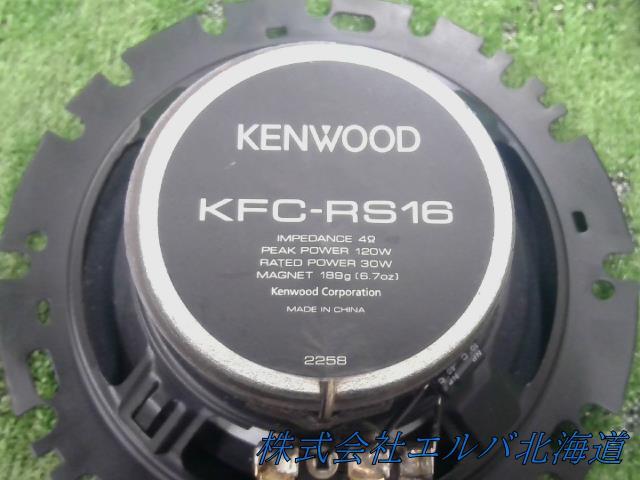 KENWOOD
KFC-RS16
IMPEDANCE 4Ω
PEAK POWER 120W
RATED POWER 30W
MAGNET 189g (6.7oz)
Kenwood Corporation
MADE IN CHINA
2258
株式会社エルバ北海道